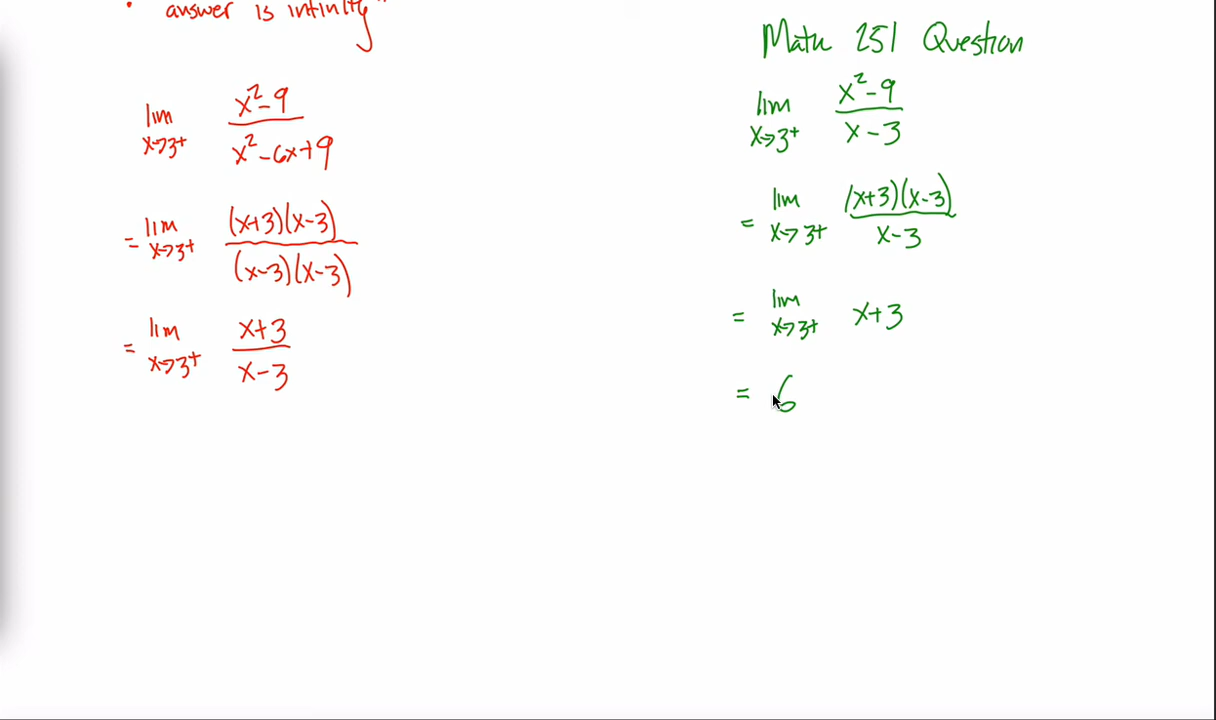 answer is infinity"
lim x→3⁺ x²-9 / x²-6x+9
= lim x→3⁺ (x+3)(x-3) / (x-3)(x-3)
= lim x→3⁺ x+3 / x-3
Math 251 Question
lim x→3⁺ x²-9 / x-3
= lim x→3⁺ (x+3)(x-3) / x-3
= lim x→3⁺ x+3
= 6